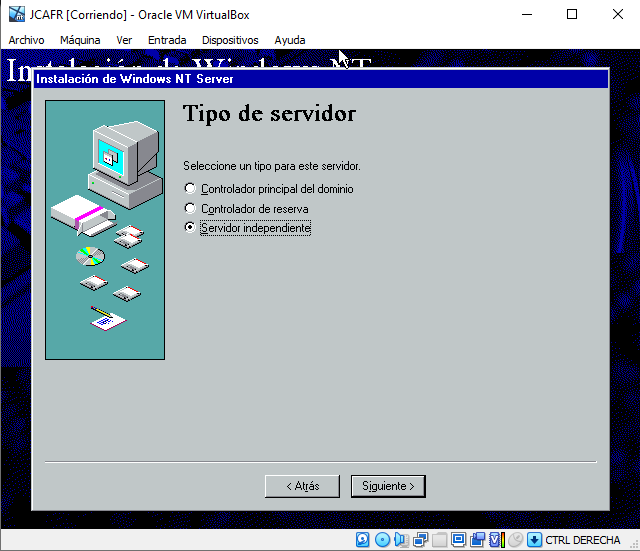 JCAFR [Corriendo] - Oracle VM VirtualBox
Archivo Máquina Ver Entrada Dispositivos Ayuda
Instalación de Windows NT
Instalación de Windows NT Server
Tipo de servidor
Seleccione un tipo para este servidor.
Controlador principal del dominio
Controlador de reserva
Servidor independiente
< Atrás Siguiente >
CTRL DERECHA